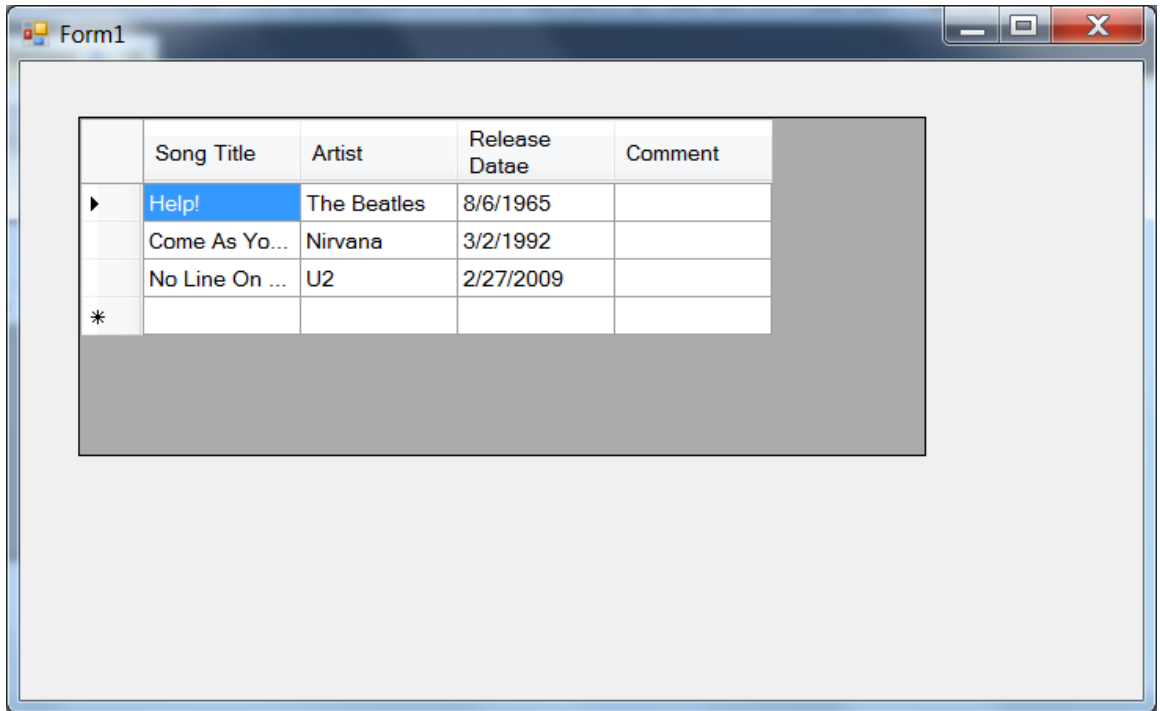 Form1
Song Title Artist Release Datae Comment
Help! The Beatles 8/6/1965
Come As Yo... Nirvana 3/2/1992
No Line On ... U2 2/27/2009